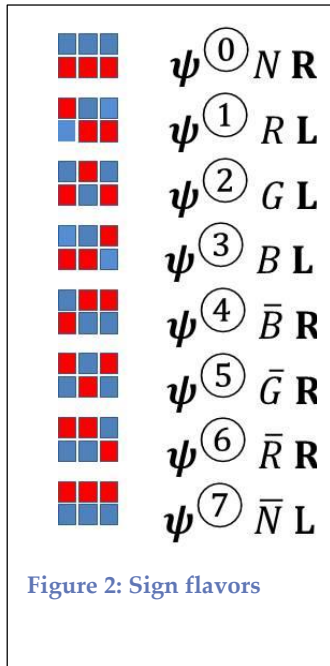 𝝍⓪ N R
𝝍① R L
𝝍② G L
𝝍③ B L
𝝍④ B̄ R
𝝍⑤ Ḡ R
𝝍⑥ R̄ R
𝝍⑦ N̄ L
Figure 2: Sign flavors